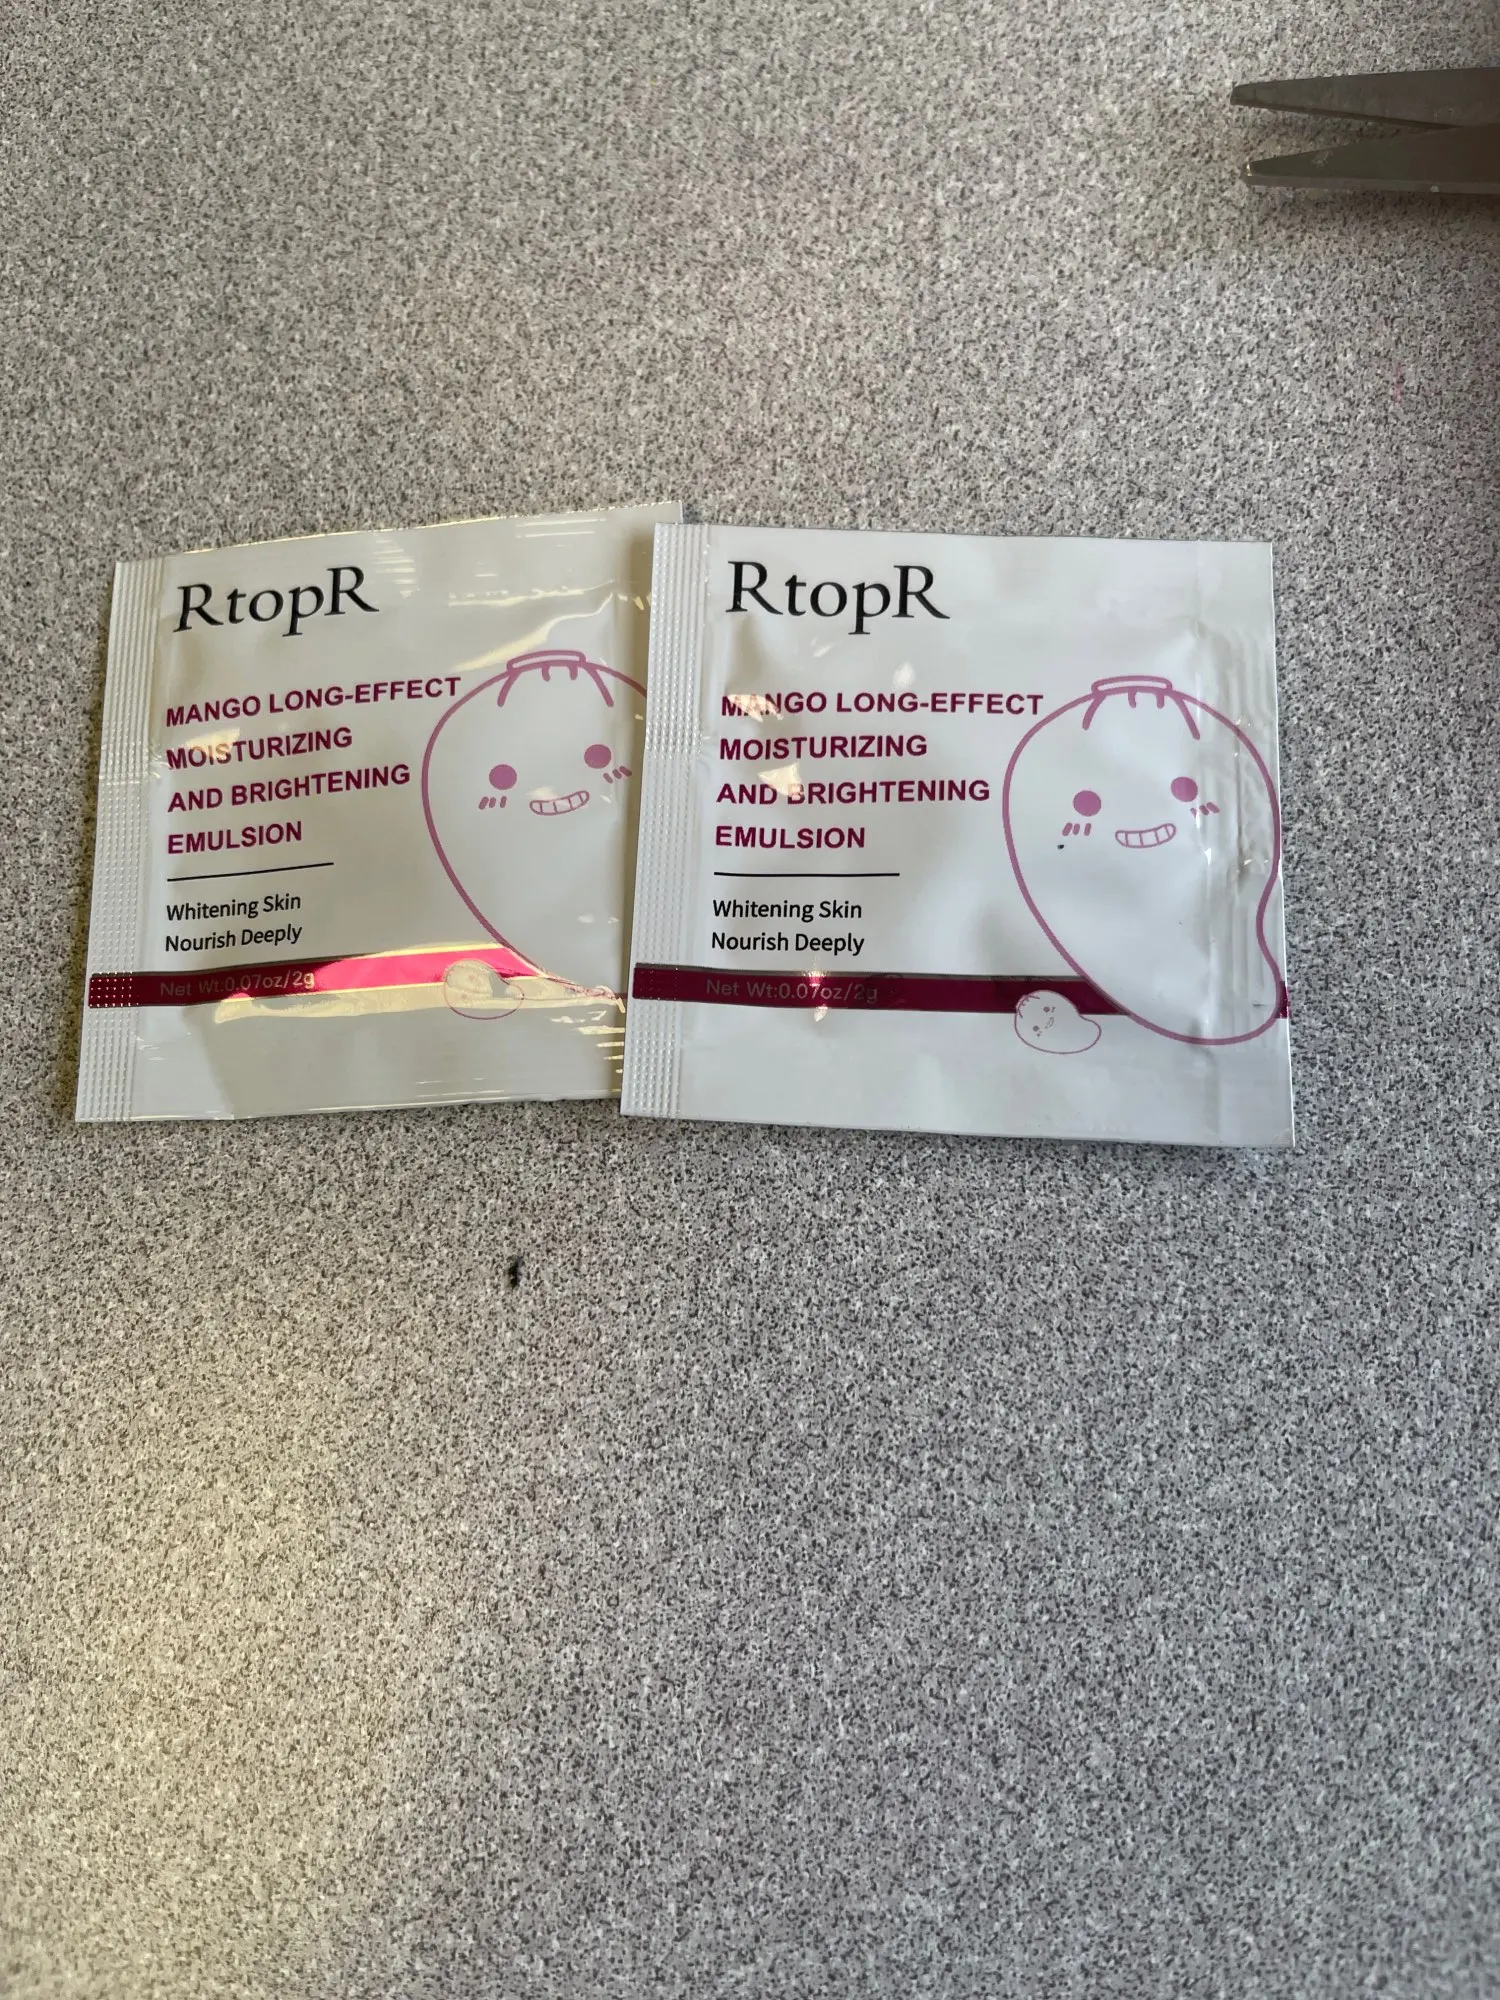 RtopR
MANGO LONG-EFFECT
MOISTURIZING
AND BRIGHTENING
EMULSION
Whitening Skin
Nourish Deeply
Net Wt:0.07oz/2g
RtopR
MANGO LONG-EFFECT
MOISTURIZING
AND BRIGHTENING
EMULSION
Whitening Skin
Nourish Deeply
Net Wt:0.07oz/2g